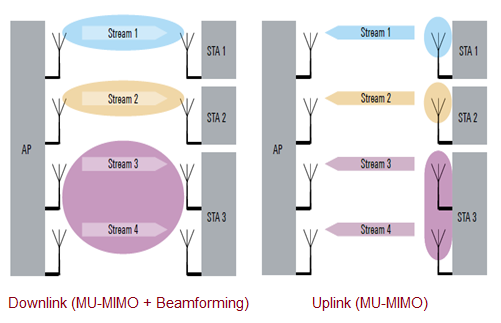 Stream 1
STA 1
Stream 2
STA 2
AP
Stream 3
STA 3
Stream 4
Downlink (MU-MIMO + Beamforming)
Stream 1
STA 1
Stream 2
STA 2
AP
Stream 3
STA 3
Stream 4
Uplink (MU-MIMO)